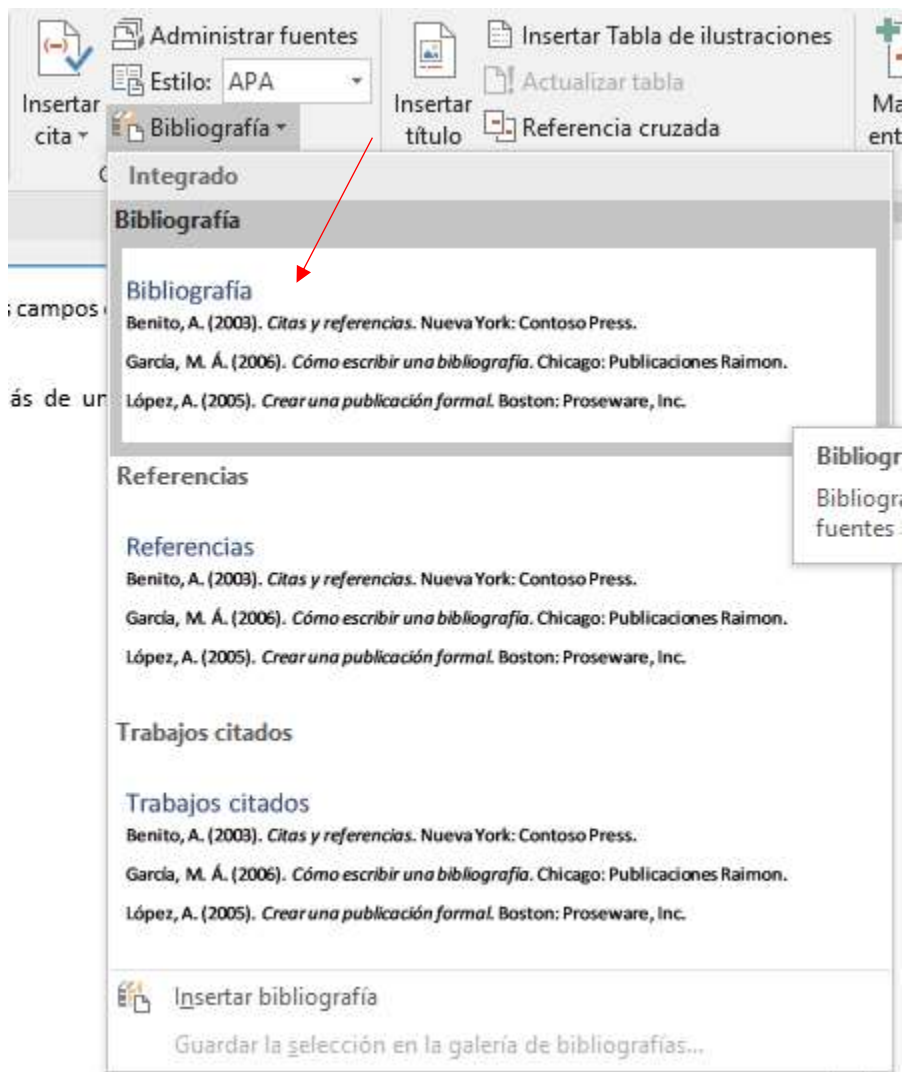 Administrar fuentes
Estilo: APA
Bibliografía
Insertar
cita
Insertar
título
Insertar Tabla de ilustraciones
Actualizar tabla
Referencia cruzada
Ma
ent
Integrado
Bibliografía
Bibliografía
Benito, A. (2003). Citas y referencias. Nueva York: Contoso Press.
García, M. Á. (2006). Cómo escribir una bibliografía. Chicago: Publicaciones Raimon.
López, A. (2005). Crear una publicación formal. Boston: Proseware, Inc.
campos
ás de un
Bibliogr
Bibliogra
fuentes
Referencias
Referencias
Benito, A. (2003). Citas y referencias. Nueva York: Contoso Press.
García, M. Á. (2006). Cómo escribir una bibliografía. Chicago: Publicaciones Raimon.
López, A. (2005). Crear una publicación formal. Boston: Proseware, Inc.
Trabajos citados
Trabajos citados
Benito, A. (2003). Citas y referencias. Nueva York: Contoso Press.
García, M. Á. (2006). Cómo escribir una bibliografía. Chicago: Publicaciones Raimon.
López, A. (2005). Crear una publicación formal. Boston: Proseware, Inc.
Insertar bibliografía
Guardar la selección en la galería de bibliografías...